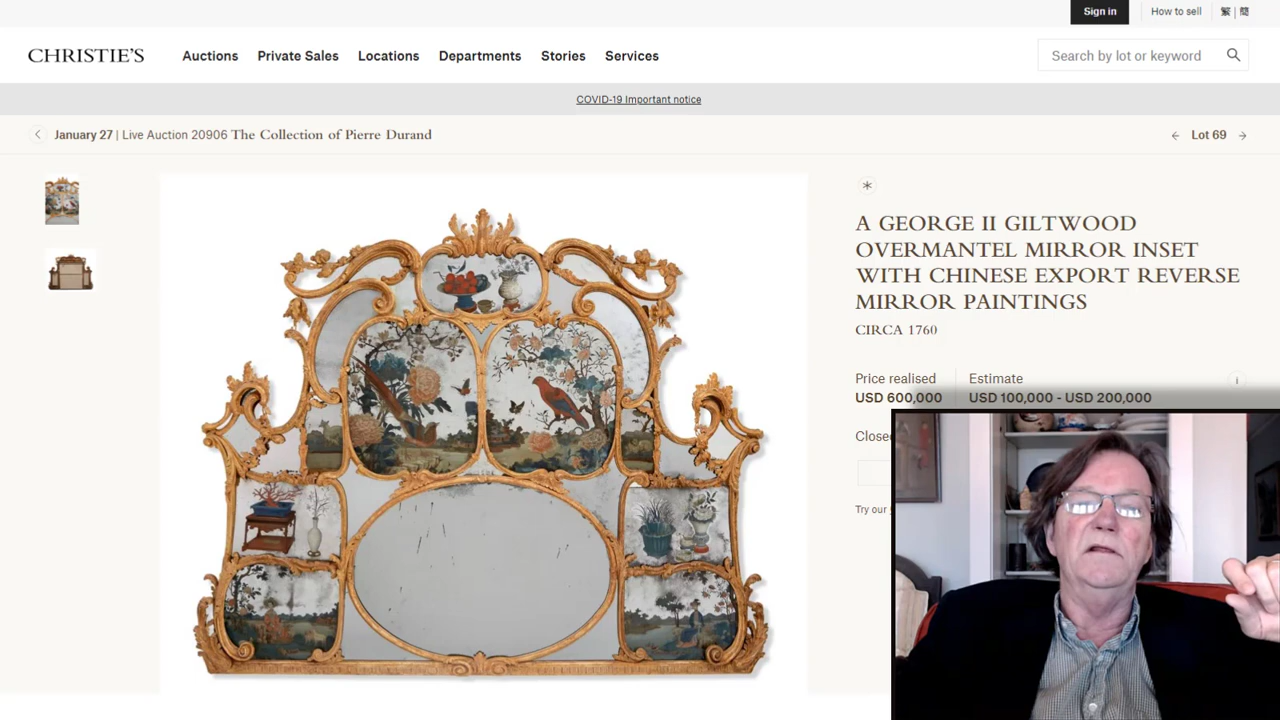 Sign in
How to sell
繁 | 簡
CHRISTIE'S
Auctions
Private Sales
Locations
Departments
Stories
Services
Search by lot or keyword
COVID-19 Important notice
January 27 | Live Auction 20906 The Collection of Pierre Durand
Lot 69
A GEORGE II GILTWOOD
OVERMANTEL MIRROR INSET
WITH CHINESE EXPORT REVERSE
MIRROR PAINTINGS
CIRCA 1760
Price realised
Estimate
USD 600,000
USD 100,000 - USD 200,000
Close
Try our